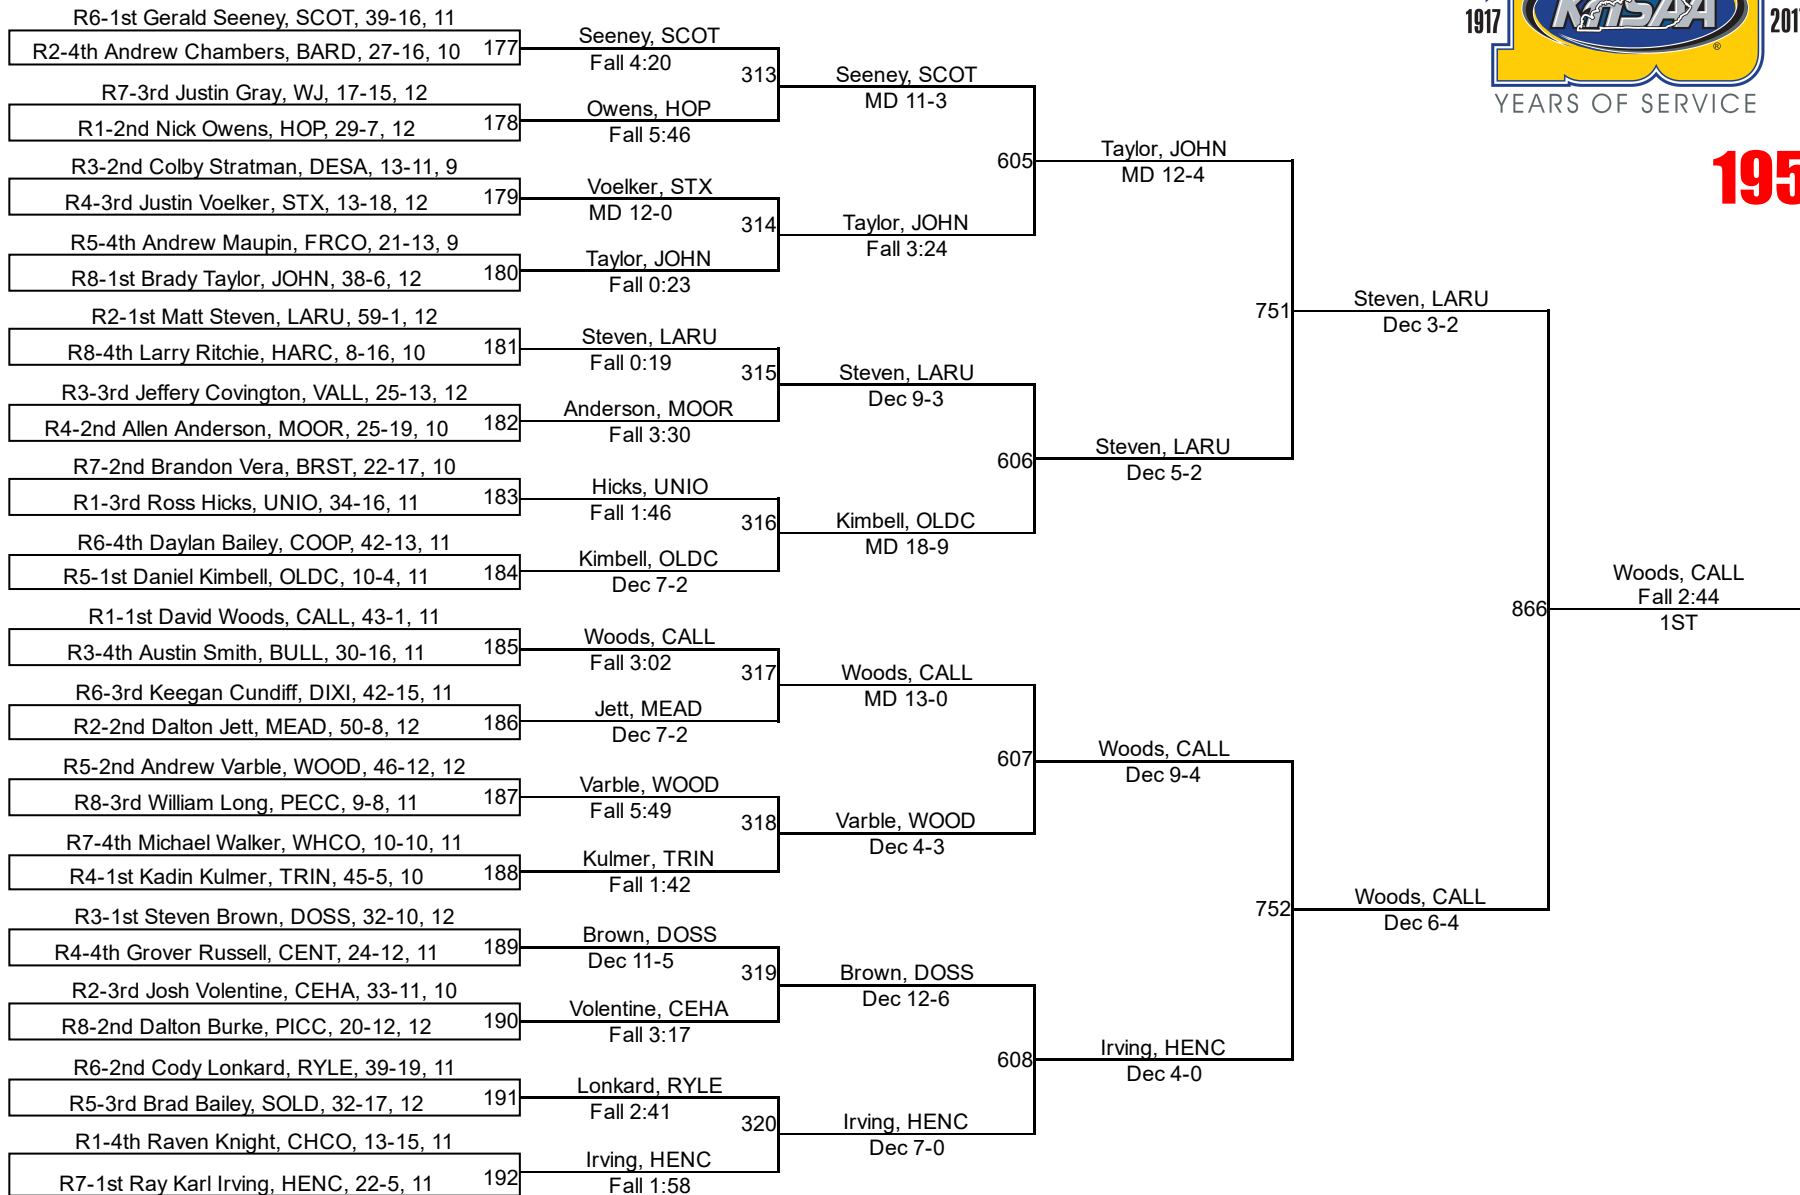 R6-1st Gerald Seeney, SCOT, 39-16, 11
R2-4th Andrew Chambers, BARD, 27-16, 10
177
R7-3rd Justin Gray, WJ, 17-15, 12
R1-2nd Nick Owens, HOP, 29-7, 12
178
R3-2nd Colby Stratman, DESA, 13-11, 9
R4-3rd Justin Voelker, STX, 13-18, 12
179
R5-4th Andrew Maupin, FRCO, 21-13, 9
R8-1st Brady Taylor, JOHN, 38-6, 12
180
R2-1st Matt Steven, LARU, 59-1, 12
R8-4th Larry Ritchie, HARC, 8-16, 10
181
R3-3rd Jeffery Covington, VALL, 25-13, 12
R4-2nd Allen Anderson, MOOR, 25-19, 10
182
R7-2nd Brandon Vera, BRST, 22-17, 10
R1-3rd Ross Hicks, UNIO, 34-16, 11
183
R6-4th Daylan Bailey, COOP, 42-13, 11
R5-1st Daniel Kimbell, OLDC, 10-4, 11
184
R1-1st David Woods, CALL, 43-1, 11
R3-4th Austin Smith, BULL, 30-16, 11
185
R6-3rd Keegan Cundiff, DIXI, 42-15, 11
R2-2nd Dalton Jett, MEAD, 50-8, 12
186
R5-2nd Andrew Varble, WOOD, 46-12, 12
R8-3rd William Long, PECC, 9-8, 11
187
R7-4th Michael Walker, WHCO, 10-10, 11
R4-1st Kadin Kulmer, TRIN, 45-5, 10
188
R3-1st Steven Brown, DOSS, 32-10, 12
R4-4th Grover Russell, CENT, 24-12, 11
189
R2-3rd Josh Volentine, CEHA, 33-11, 10
R8-2nd Dalton Burke, PICC, 20-12, 12
190
R6-2nd Cody Lonkard, RYLE, 39-19, 11
R5-3rd Brad Bailey, SOLD, 32-17, 12
191
R1-4th Raven Knight, CHCO, 13-15, 11
R7-1st Ray Karl Irving, HENC, 22-5, 11
192
Seeney, SCOT
Fall 4:20
313
Owens, HOP
Fall 5:46
Voelker, STX
MD 12-0
314
Taylor, JOHN
Fall 0:23
Steven, LARU
Fall 0:19
315
Anderson, MOOR
Fall 3:30
Hicks, UNIO
Fall 1:46
316
Kimbell, OLDC
Dec 7-2
Woods, CALL
Fall 3:02
317
Jett, MEAD
Dec 7-2
Varble, WOOD
Fall 5:49
318
Kulmer, TRIN
Fall 1:42
Brown, DOSS
Dec 11-5
319
Volentine, CEHA
Fall 3:17
Lonkard, RYLE
Fall 2:41
320
Irving, HENC
Fall 1:58
Seeney, SCOT
MD 11-3
605
Taylor, JOHN
Fall 3:24
Steven, LARU
Dec 9-3
606
Kimbell, OLDC
MD 18-9
Woods, CALL
MD 13-0
607
Varble, WOOD
Dec 4-3
Brown, DOSS
Dec 12-6
608
Irving, HENC
Dec 7-0
Taylor, JOHN
MD 12-4
751
Steven, LARU
Dec 5-2
Woods, CALL
Dec 9-4
752
Irving, HENC
Dec 4-0
Steven, LARU
Dec 3-2
866
Woods, CALL
Dec 6-4
Woods, CALL
Fall 2:44
1ST
1917
KHSAA
®
201
YEARS OF SERVICE
195